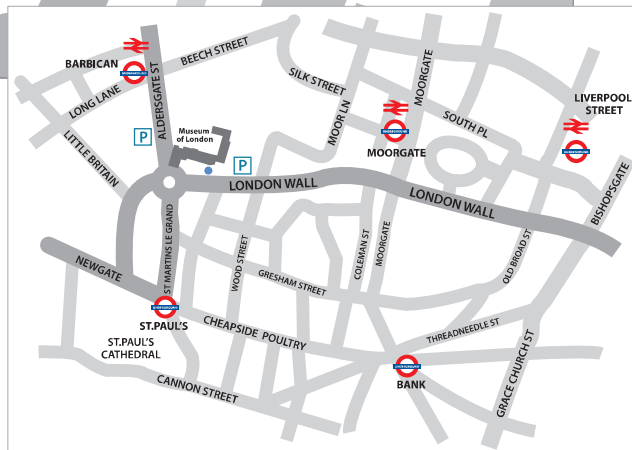 BARBICAN
BEECH STREET
LONG LANE
ALDERSGATE ST
SILK STREET
MOOR LN
MOORGATE
SOUTH PL
LIVERPOOL
STREET
P
Museum
of London
P
MOORGATE
LITTLE BRITAIN
LONDON WALL
LONDON WALL
BISHOPSGATE
ST MARTINS LE GRAND
WOOD STREET
COLEMAN ST
MOORGATE
OLD BROAD ST
NEWGATE
GRESHAM STREET
ST.PAUL'S
CHEAPSIDE POULTRY
THREADNEEDLE ST
ST.PAUL'S
CATHEDRAL
GRACE CHURCH ST
BANK
CANNON STREET